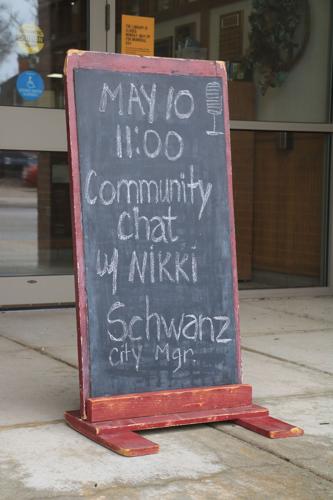 MAY 10
11:00
Community
chat
w/ NIKKI
Schwanz
city Mgr.